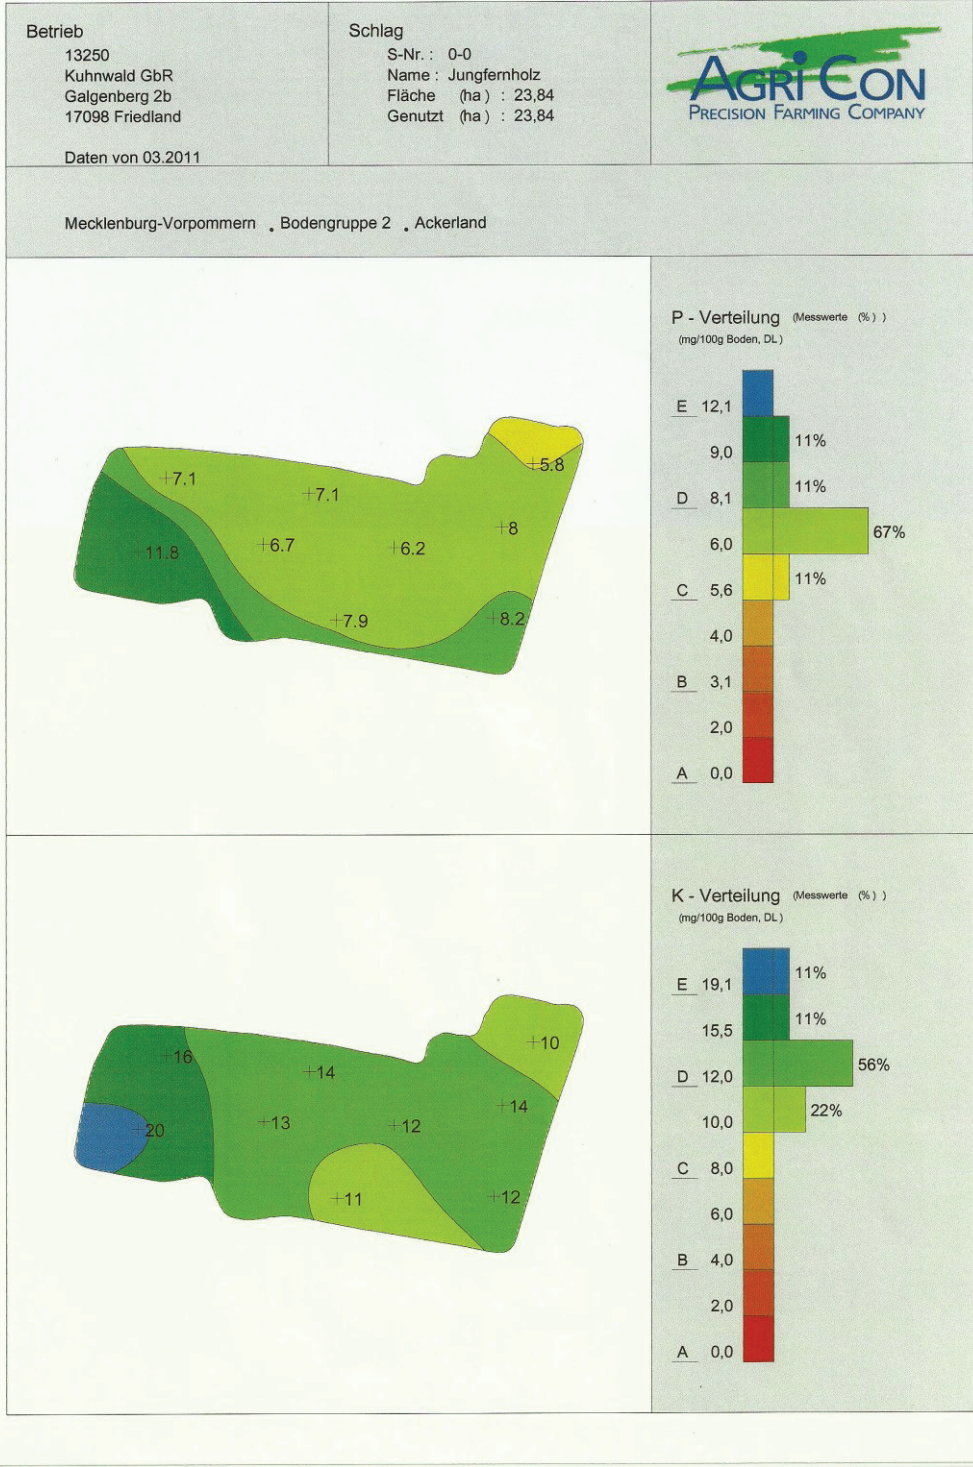 Betrieb
13250
Kuhnwald GbR
Galgenberg 2b
17098 Friedland
Daten von 03.2011
Schlag
S-Nr. : 0-0
Name : Jungfernholz
Fläche (ha) : 23,84
Genutzt (ha) : 23,84
AGRI CON
PRECISION FARMING COMPANY
Mecklenburg-Vorpommern . Bodengruppe 2 . Ackerland
+5.8
+7.1
+7.1
+8
+6.7
+6.2
+11.8
+7.9
+8.2
P - Verteilung (Messwerte (%) )
(mg/100g Boden, DL)
E 12,1
9,0 11%
D 8,1 11%
6,0 67%
C 5,6 11%
4,0
B 3,1
2,0
A 0,0
+10
+16
+14
+14
+13
+12
+20
+11
+12
K - Verteilung (Messwerte (%) )
(mg/100g Boden, DL)
E 19,1 11%
15,5 11%
D 12,0 56%
10,0 22%
C 8,0
6,0
B 4,0
2,0
A 0,0